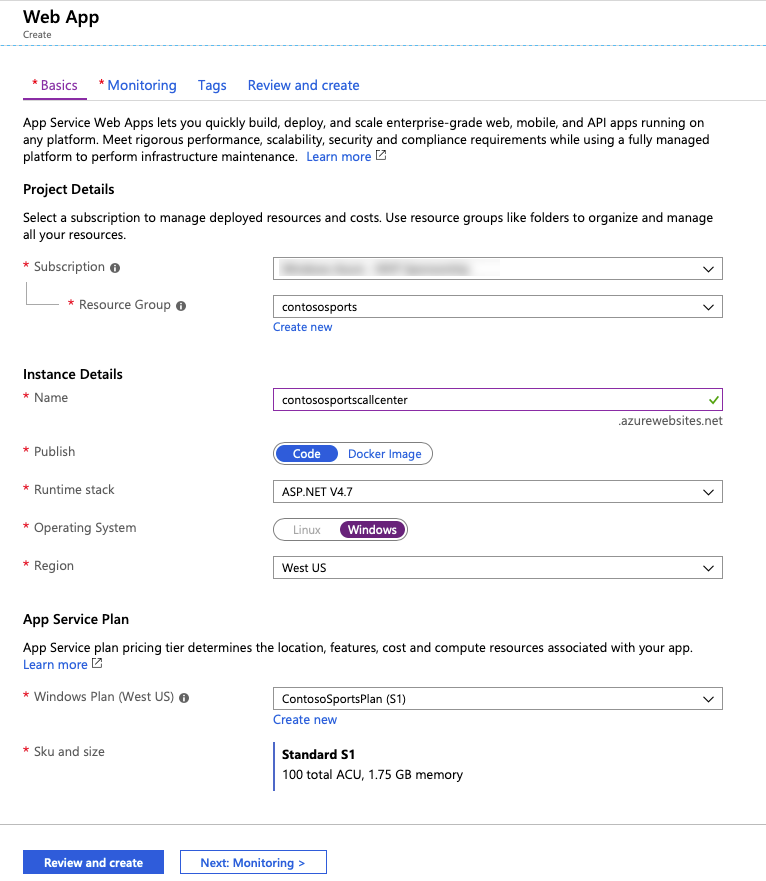 Web App
Create
* Basics * Monitoring Tags Review and create
App Service Web Apps lets you quickly build, deploy, and scale enterprise-grade web, mobile, and API apps running on
any platform. Meet rigorous performance, scalability, security and compliance requirements while using a fully managed
platform to perform infrastructure maintenance. Learn more
Project Details
Select a subscription to manage deployed resources and costs. Use resource groups like folders to organize and manage
all your resources.
* Subscription
* Resource Group contososports
Create new
Instance Details
* Name contososportscallcenter
.azurewebsites.net
* Publish Code Docker Image
* Runtime stack ASP.NET V4.7
* Operating System Linux Windows
* Region West US
App Service Plan
App Service plan pricing tier determines the location, features, cost and compute resources associated with your app.
Learn more
* Windows Plan (West US) ContosoSportsPlan (S1)
Create new
* Sku and size Standard S1
100 total ACU, 1.75 GB memory
Review and create Next: Monitoring >